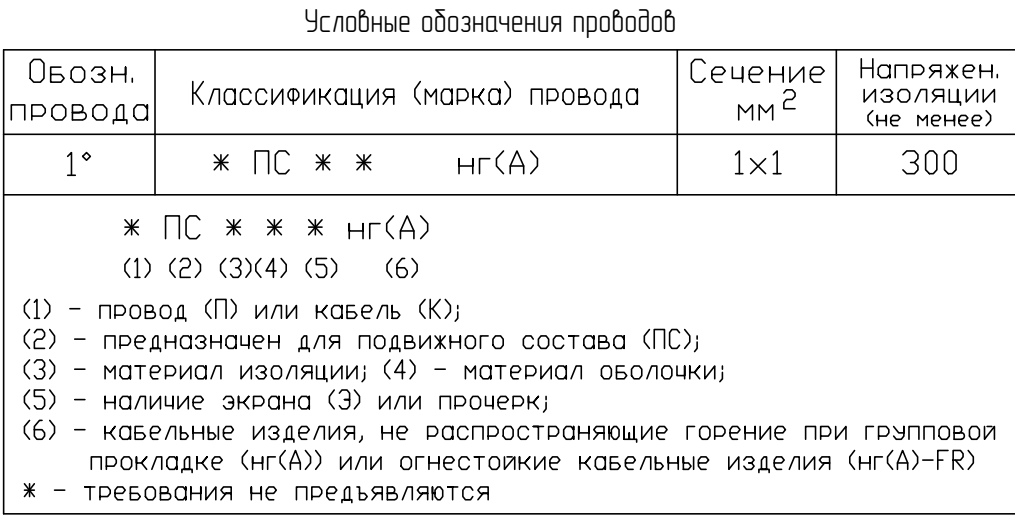 Условные обозначения проводов
Обозн. провода
Классификация (марка) провода
Сечение мм²
Напряжен. изоляции (не менее)
1° * ПС * * нг(А) 1x1 300
* ПС * * * нг(А)
(1) (2) (3)(4) (5) (6)
(1) - провод (П) или кабель (К);
(2) - предназначен для подвижного состава (ПС);
(3) - материал изоляции; (4) - материал оболочки;
(5) - наличие экрана (Э) или прочерк;
(6) - кабельные изделия, не распространяющие горение при групповой
прокладке (нг(А)) или огнестойкие кабельные изделия (нг(А)-FR)
* - требования не предъявляются